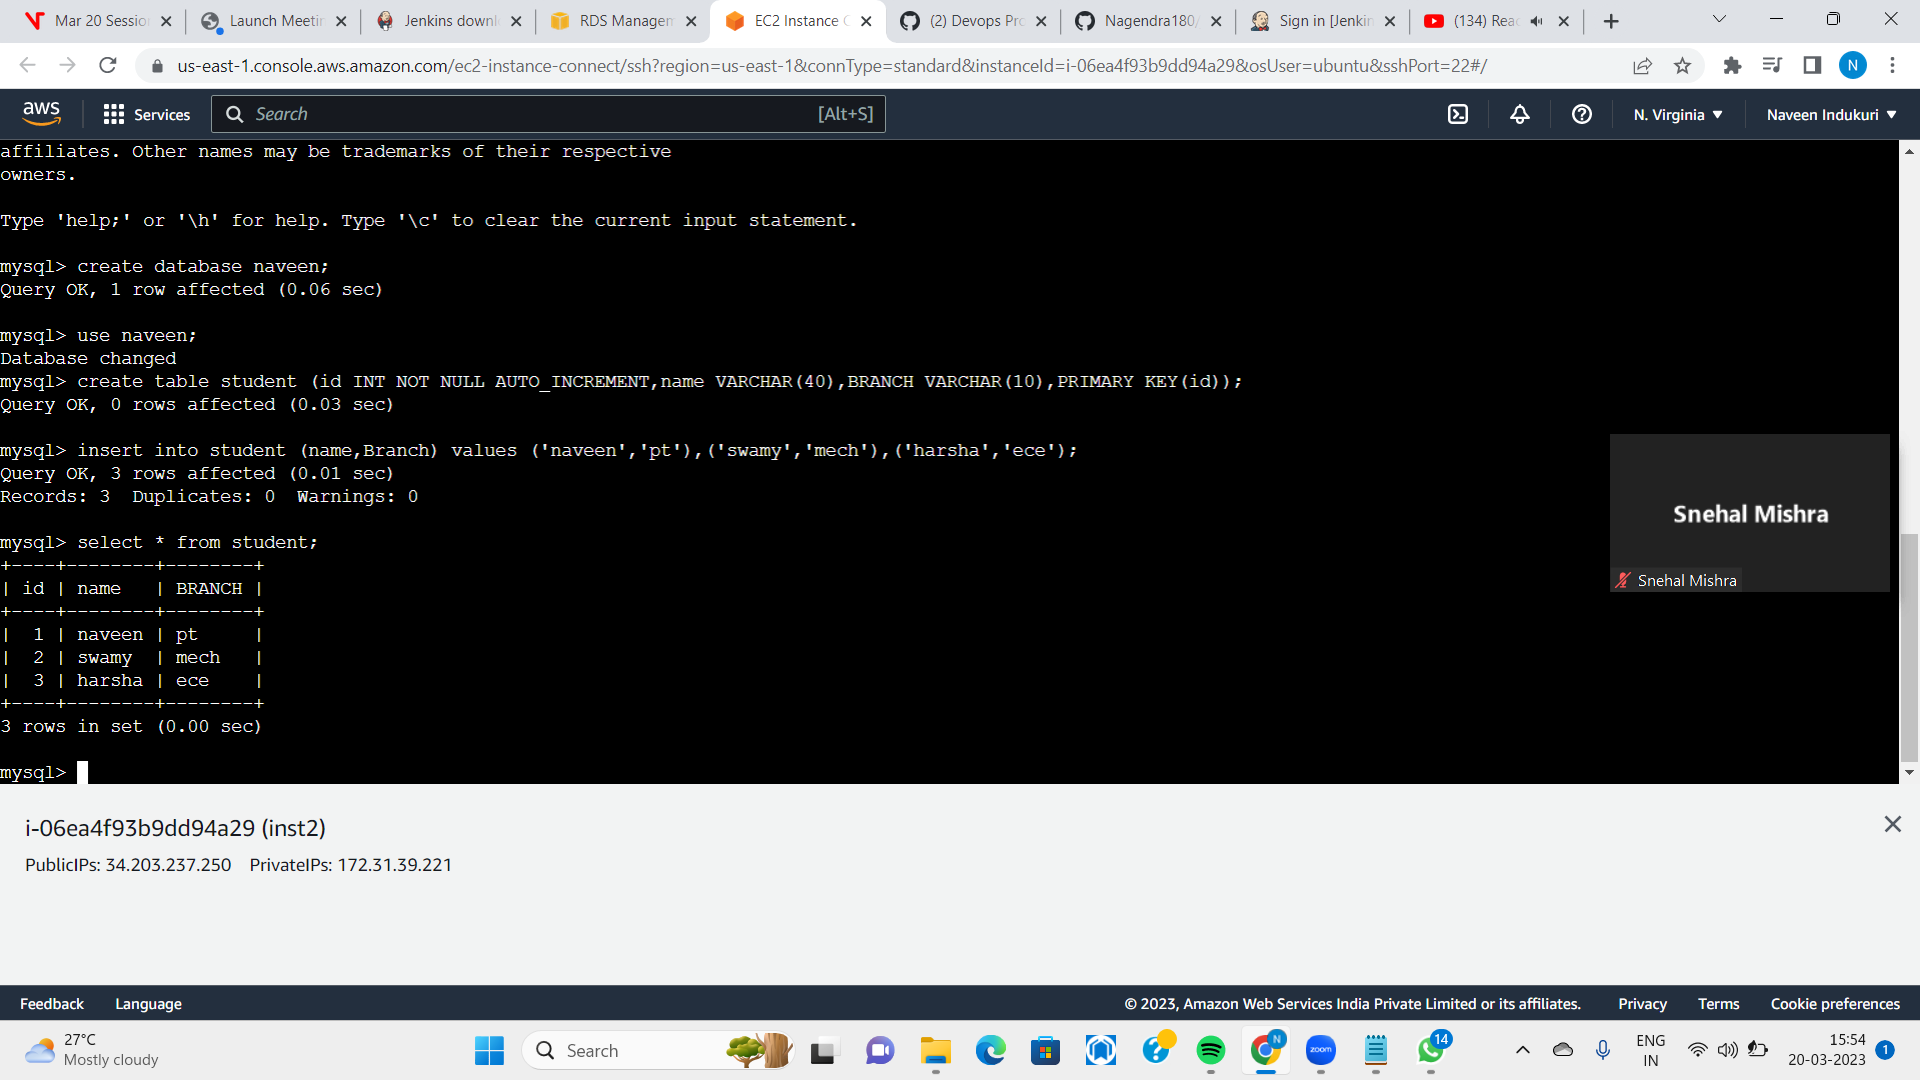 Mar 20 Sessio
Launch Meetin
Jenkins downl
RDS Managem
EC2 Instance C
(2) Devops Pro
Nagendra180/
Sign in [Jenkin
(134) Reac
us-east-1.console.aws.amazon.com/ec2-instance-connect/ssh?region=us-east-1&connType=standard&instanceId=i-06ea4f93b9dd94a29&osUser=ubuntu&sshPort=22#/
N
aws
Services
Search
[Alt+S]
N. Virginia
Naveen Indukuri
affiliates. Other names may be trademarks of their respective
owners.
Type 'help;' or '\h' for help. Type '\c' to clear the current input statement.
mysql> create database naveen;
Query OK, 1 row affected (0.06 sec)
mysql> use naveen;
Database changed
mysql> create table student (id INT NOT NULL AUTO_INCREMENT,name VARCHAR(40),BRANCH VARCHAR(10),PRIMARY KEY(id));
Query OK, 0 rows affected (0.03 sec)
mysql> insert into student (name,Branch) values ('naveen','pt'),('swamy','mech'),('harsha','ece');
Query OK, 3 rows affected (0.01 sec)
Records: 3  Duplicates: 0  Warnings: 0
mysql> select * from student;
+----+--------+--------+
| id | name   | BRANCH |
+----+--------+--------+
|  1 | naveen | pt     |
|  2 | swamy  | mech   |
|  3 | harsha | ece    |
+----+--------+--------+
3 rows in set (0.00 sec)
mysql>
Snehal Mishra
Snehal Mishra
i-06ea4f93b9dd94a29 (inst2)
PublicIPs: 34.203.237.250    PrivateIPs: 172.31.39.221
Feedback
Language
© 2023, Amazon Web Services India Private Limited or its affiliates.
Privacy
Terms
Cookie preferences
27°C
Mostly cloudy
Search
N
zoom
14
ENG
IN
15:54
20-03-2023
1